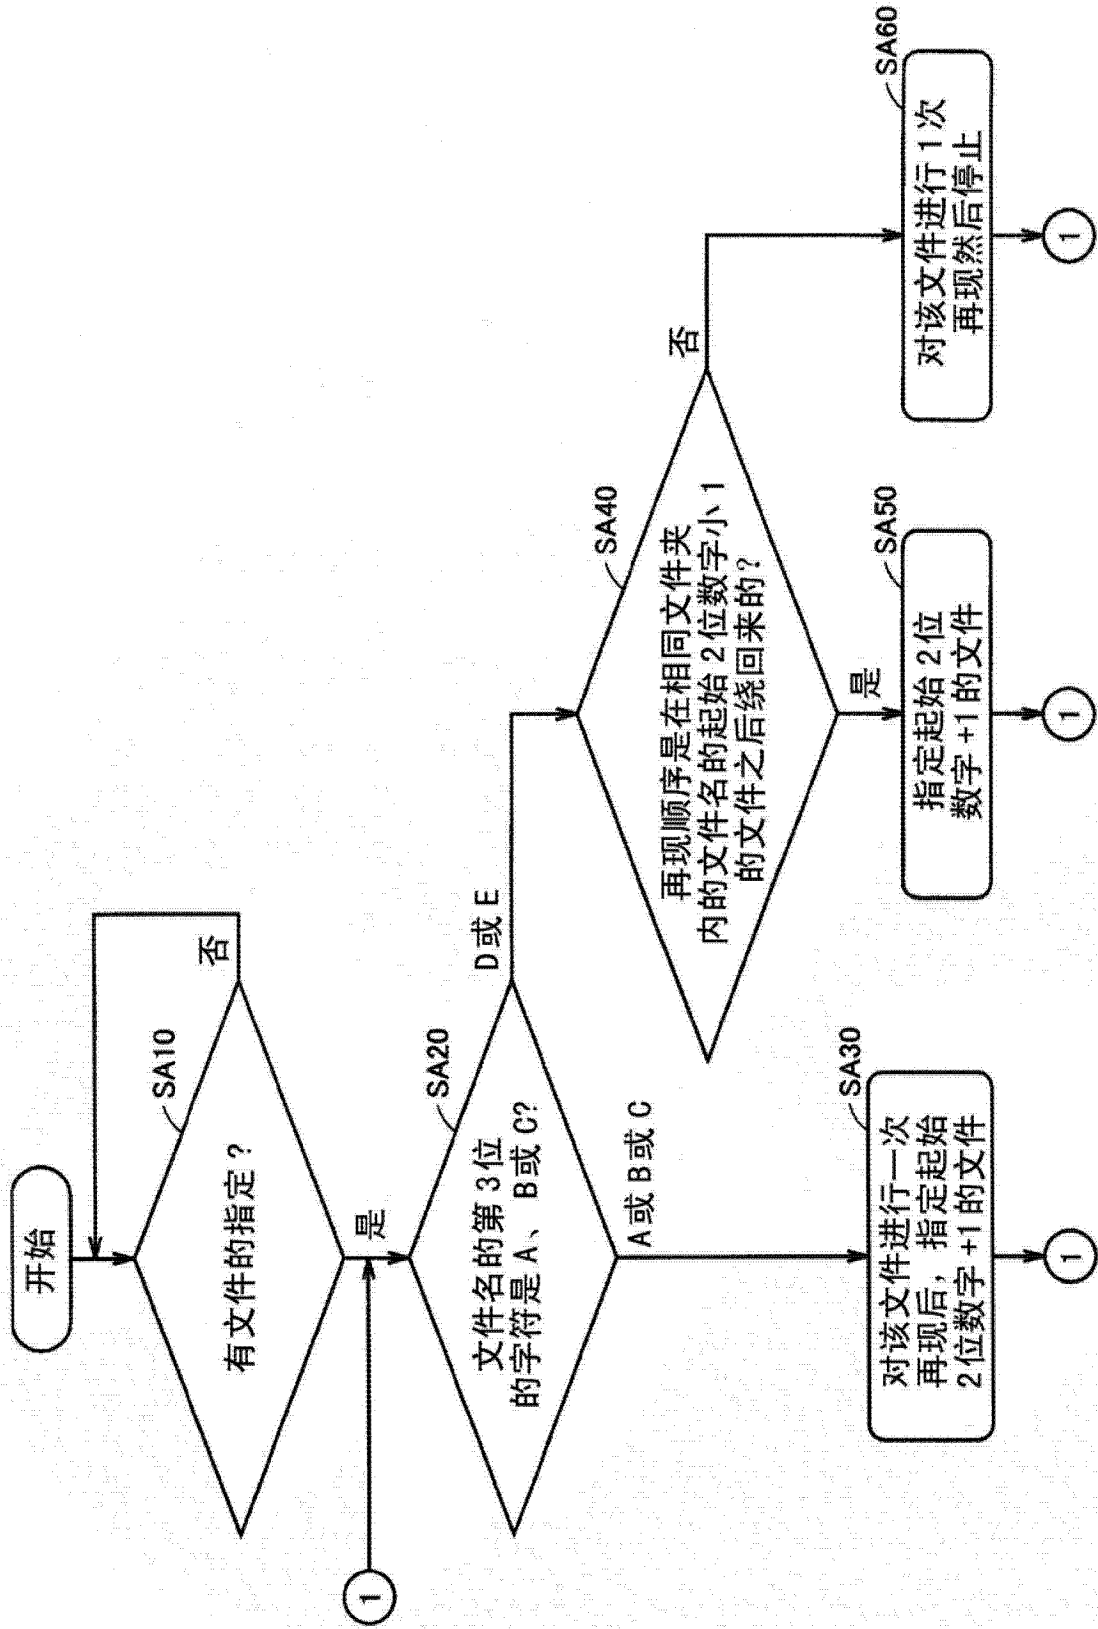 开始
SA10
有文件的指定？
否
是
1
SA20
文件名的第3位
的字符是A、B或C?
D或E
A或B或C
SA30
对该文件进行一次
再现后，指定起始
2位数字+1的文件
1
SA40
再现顺序是在相同文件夹
内的文件名的起始2位数字小1
的文件之后绕回来的？
否
是
SA50
指定起始2位
数字+1的文件
1
SA60
对该文件进行1次
再现然后停止
1